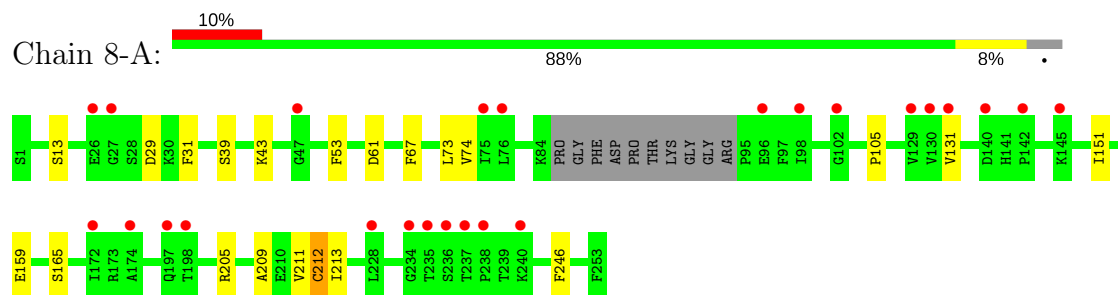 10%
Chain 8-A:
88% 8% •
S1 S13 E26 G27 S28 D29 K30 F31 S39 K43 G47 F53 D61 F67 L73 V74 I75 L76 K84 PRO GLY PHE ASP PRO THR LYS GLY GLY ARG P95 E96 F97 I98 G102 P105 V129 V130 V131 D140 H141 P142 K145 I151
E159 S165 I172 R173 A174 Q197 T198 R205 A209 E210 V211 C212 I213 L228 G234 T235 S236 T237 P238 T239 K240 F246 F253